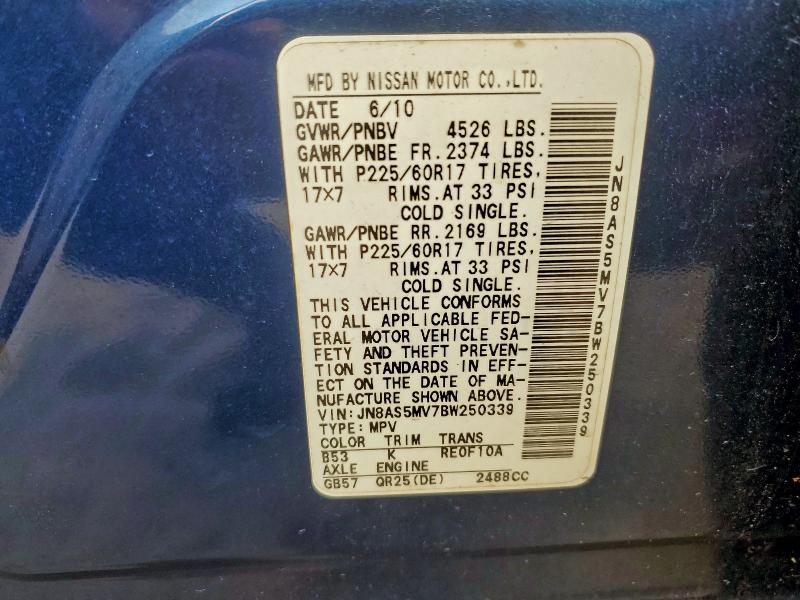 MFD BY NISSAN MOTOR CO.,LTD.
DATE 6/10
GVWR/PNBV 4526 LBS.
GAWR/PNBE FR. 2374 LBS.
WITH P225/60R17 TIRES,
17X7 RIMS.AT 33 PSI
COLD SINGLE.
GAWR/PNBE RR. 2169 LBS.
WITH P225/60R17 TIRES,
17X7 RIMS.AT 33 PSI
COLD SINGLE.
THIS VEHICLE CONFORMS
TO ALL APPLICABLE FED-
ERAL MOTOR VEHICLE SA-
FETY AND THEFT PREVEN-
TION STANDARDS IN EFF-
ECT ON THE DATE OF MA-
NUFACTURE SHOWN ABOVE.
VIN:JN8AS5MV7BW250339
TYPE:MPV
COLOR TRIM TRANS
B53 K RE0F10A
AXLE ENGINE
GB57 QR25(DE) 2488CC
JN8AS5MV7BW250339